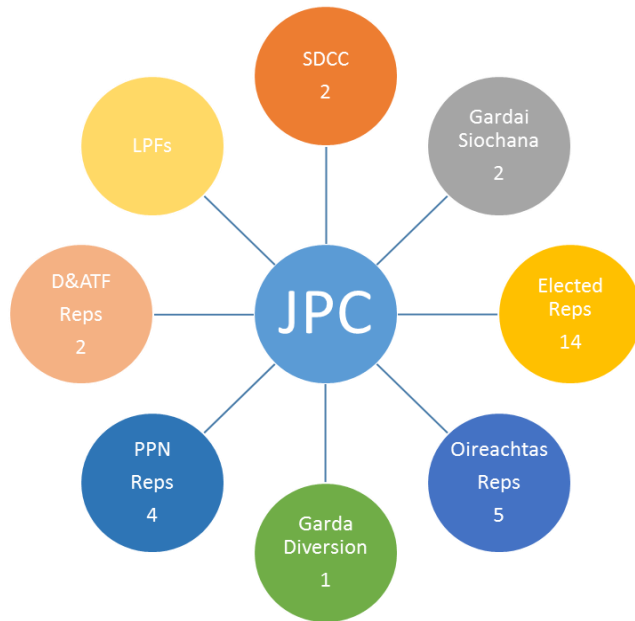 SDCC
2
Gardai
Siochana
2
Elected
Reps
14
Oireachtas
Reps
5
Garda
Diversion
1
PPN
Reps
4
D&ATF
Reps
2
LPFs
JPC